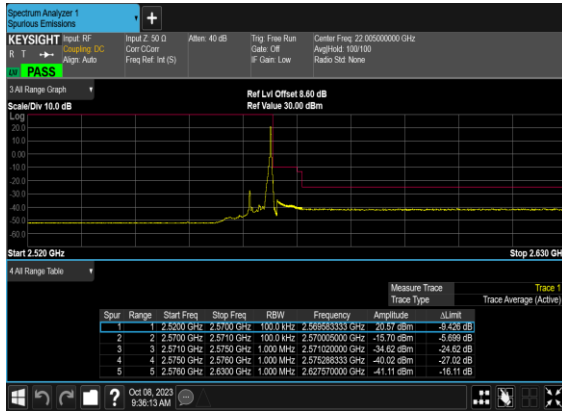 Spectrum Analyzer 1
Spurious Emissions
KEYSIGHT Input: RF Input Z: 50 Ω Atten: 40 dB Trig: Free Run Center Freq: 22.005000000 GHz
R T Coupling: DC Corr CCorr Gate: Off Avg|Hold: 100/100
Align: Auto Freq Ref: Int (S) IF Gain: Low Radio Std: None
PASS
3 All Range Graph
Ref Lvl Offset 8.60 dB
Scale/Div 10.0 dB Ref Value 30.00 dBm
Log
20.0
10.0
0.00
-10.0
-20.0
-30.0
-40.0
-50.0
-60.0
Start 2.520 GHz Stop 2.630 GH
4 All Range Table
Measure Trace Trace 1
Trace Type Trace Average (Active)
Spur Range Start Freq Stop Freq RBW Frequency Amplitude ΔLimit
1 1 2.5200 GHz 2.5700 GHz 100.0 kHz 2.569583333 GHz 20.57 dBm -9.426 dB
2 2 2.5700 GHz 2.5710 GHz 100.0 kHz 2.570005000 GHz -15.70 dBm -5.699 dB
3 3 2.5710 GHz 2.5750 GHz 1.000 MHz 2.571020000 GHz -34.62 dBm -24.62 dB
4 4 2.5750 GHz 2.5760 GHz 1.000 MHz 2.575288333 GHz -40.02 dBm -27.02 dB
5 5 2.5760 GHz 2.6300 GHz 1.000 MHz 2.627570000 GHz -41.11 dBm -16.11 dB
Oct 08, 2023
9:36:13 AM